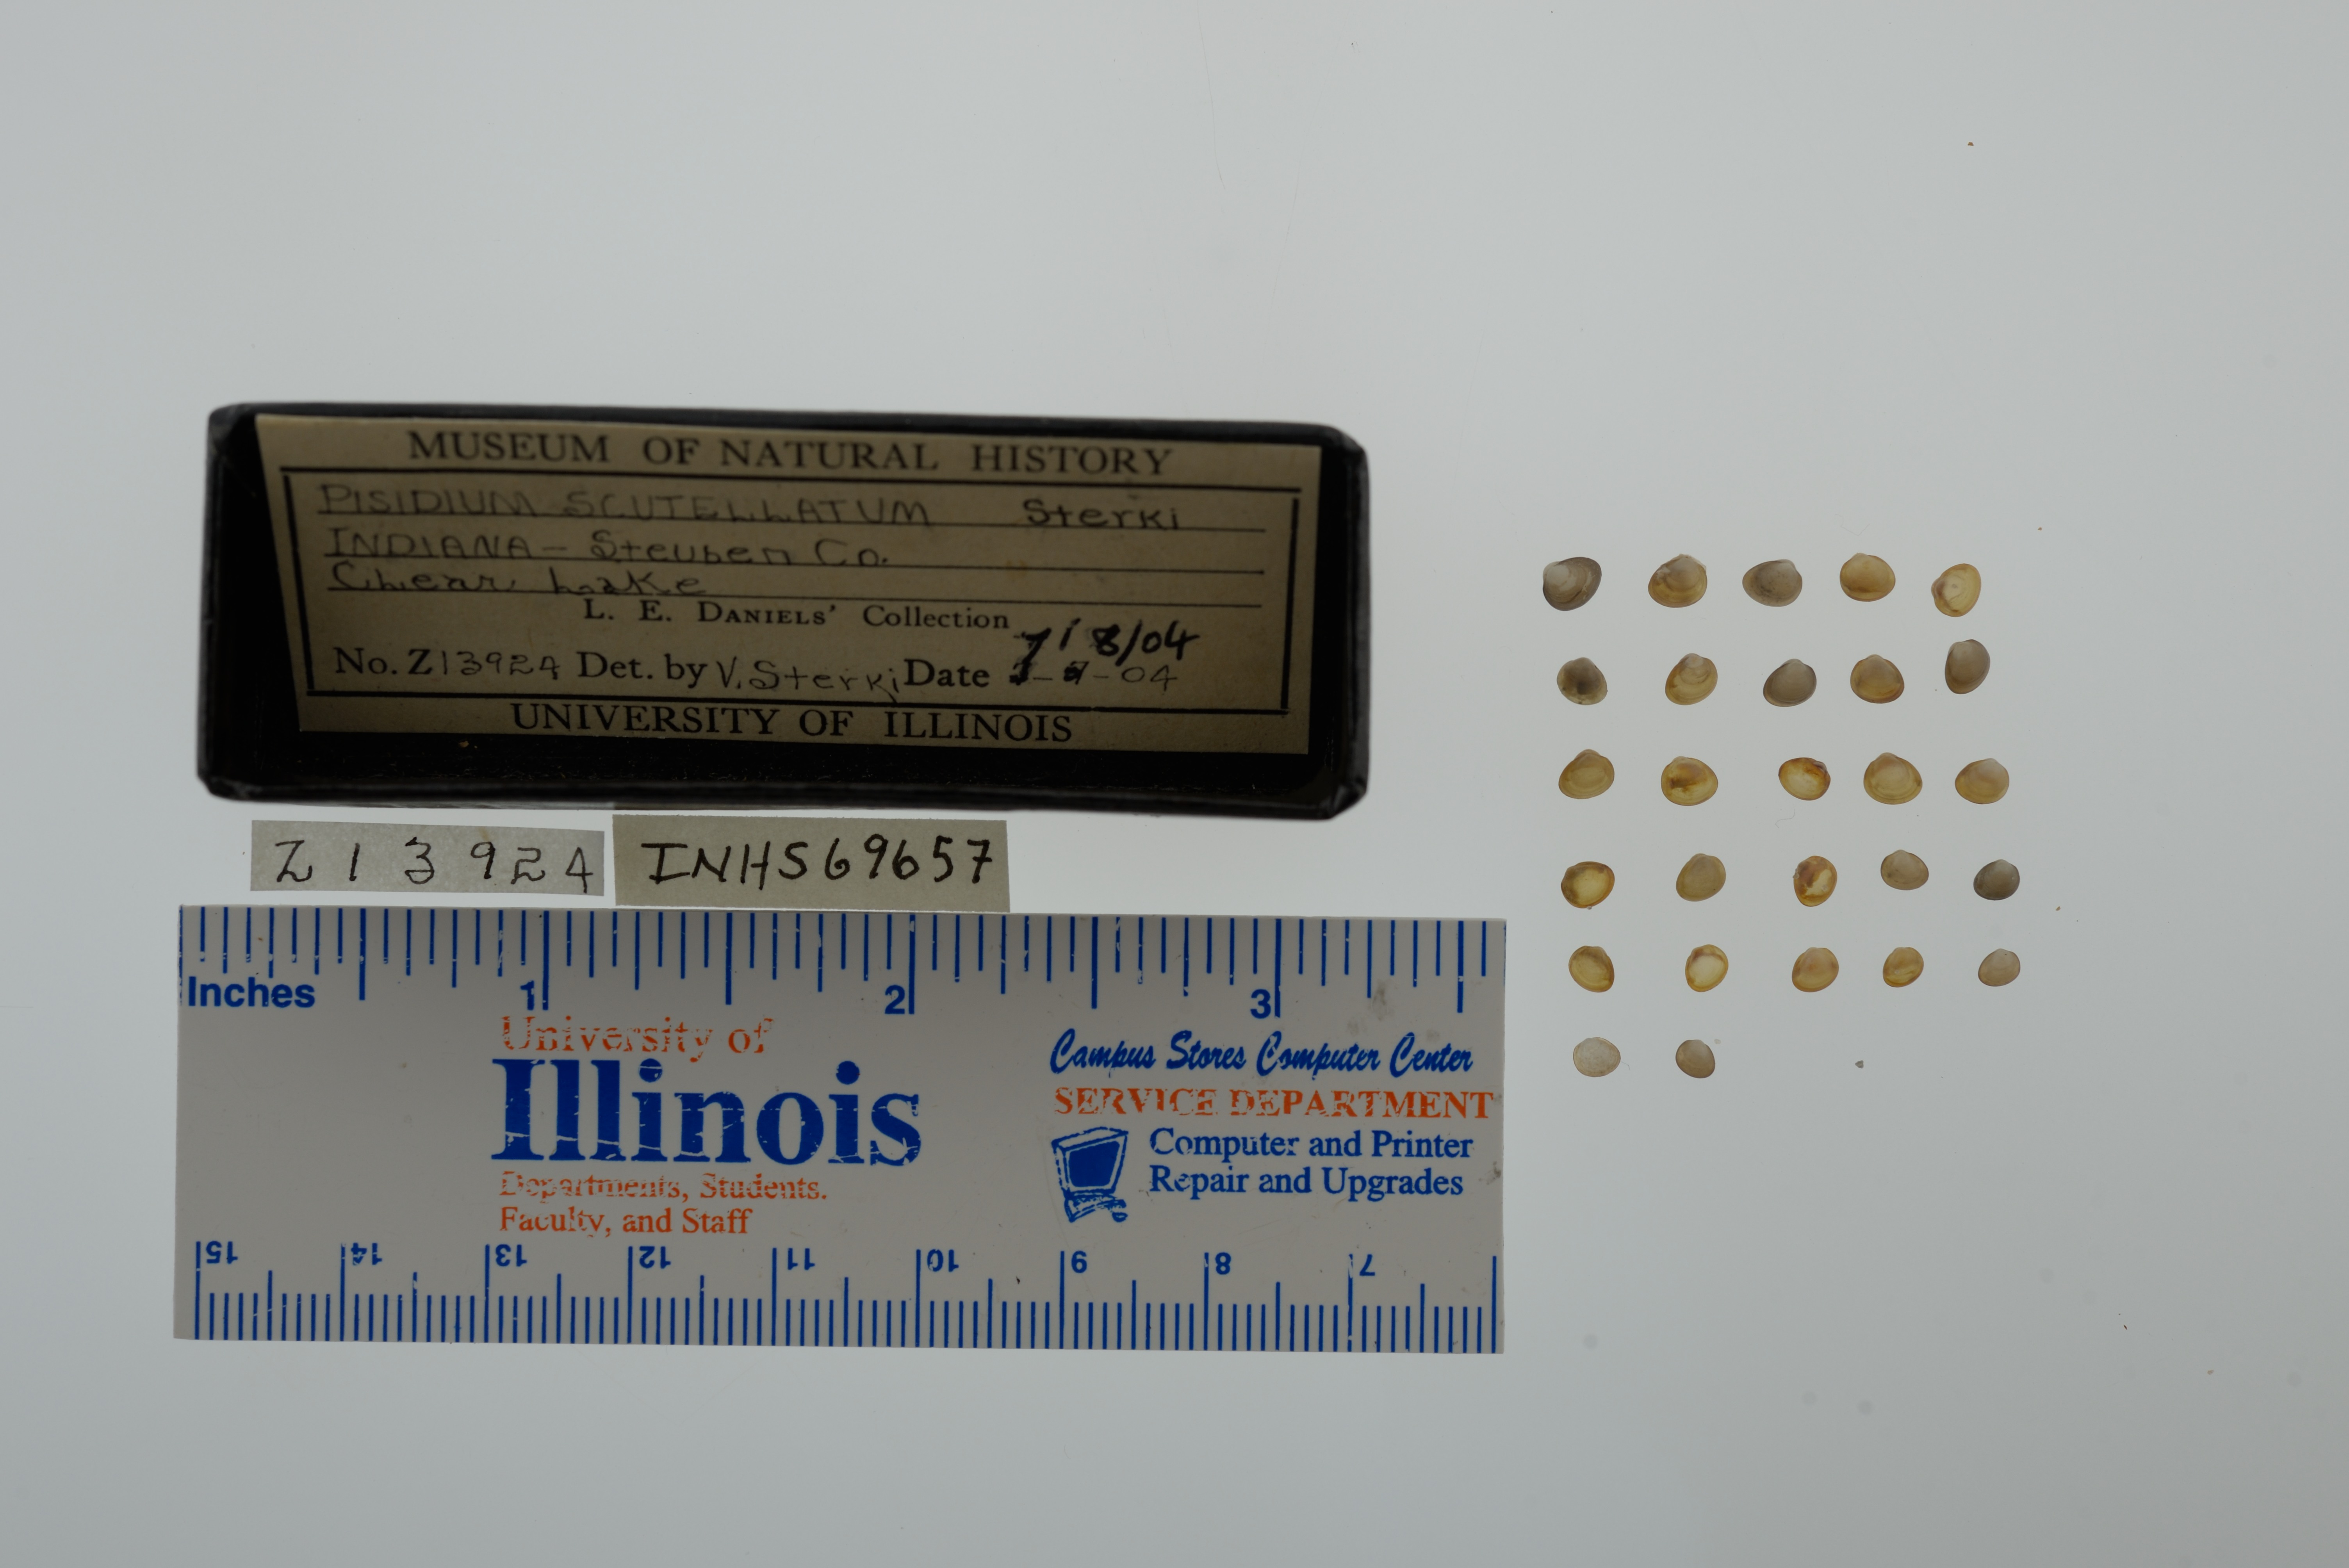 MUSEUM OF NATURAL HISTORY
PISIDIUM SCUTELLATUM Sterki
INDIANA - Steuben Co.
Clear Lake
L. E. DANIELS' Collection
7/8/04
No. Z13924 Det. by V. Sterki Date -04
UNIVERSITY OF ILLINOIS
Z13924 INHS69657
Inches 1 2 3
University of
Illinois
Departments, Students.
Faculty, and Staff
Campus Stores Computer Center
SERVICE DEPARTMENT
Computer and Printer
Repair and Upgrades
15 14 13 12 11 10 9 8 7